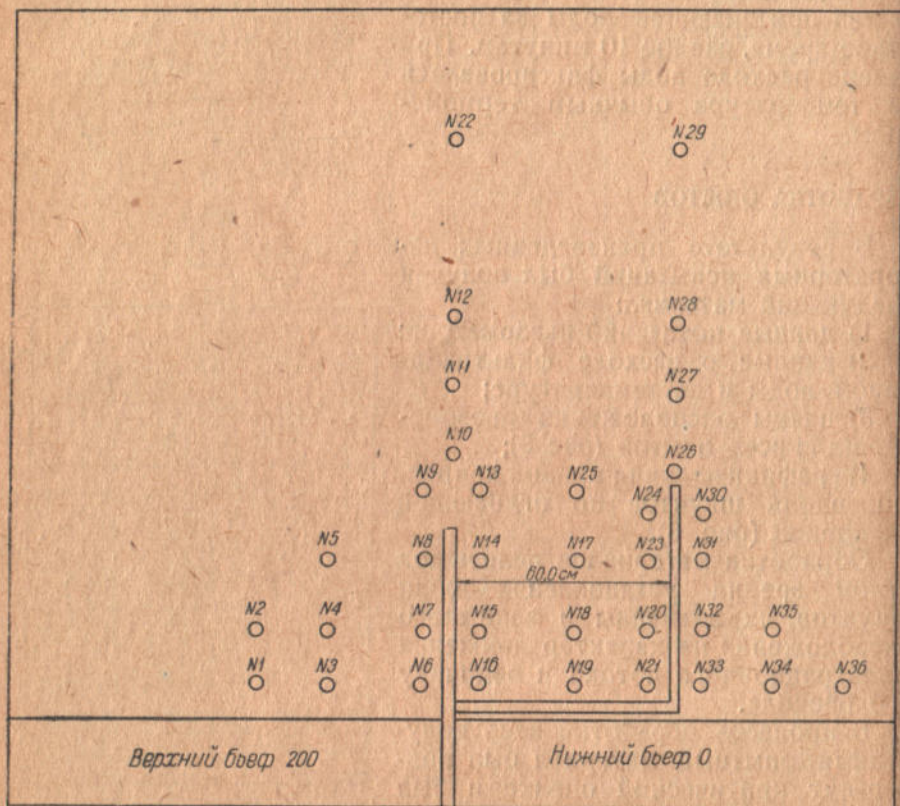 N22 N29
N12 N28
N11 N27
N10 N26
N9 N13 N25 N24 N30
N5 N8 N14 N17 N23 N31
60,0 см
N2 N4 N7 N15 N18 N20 N32 N35
N1 N3 N6 N16 N19 N21 N33 N34 N36
Верхний бьеф 200 Нижний бьеф 0